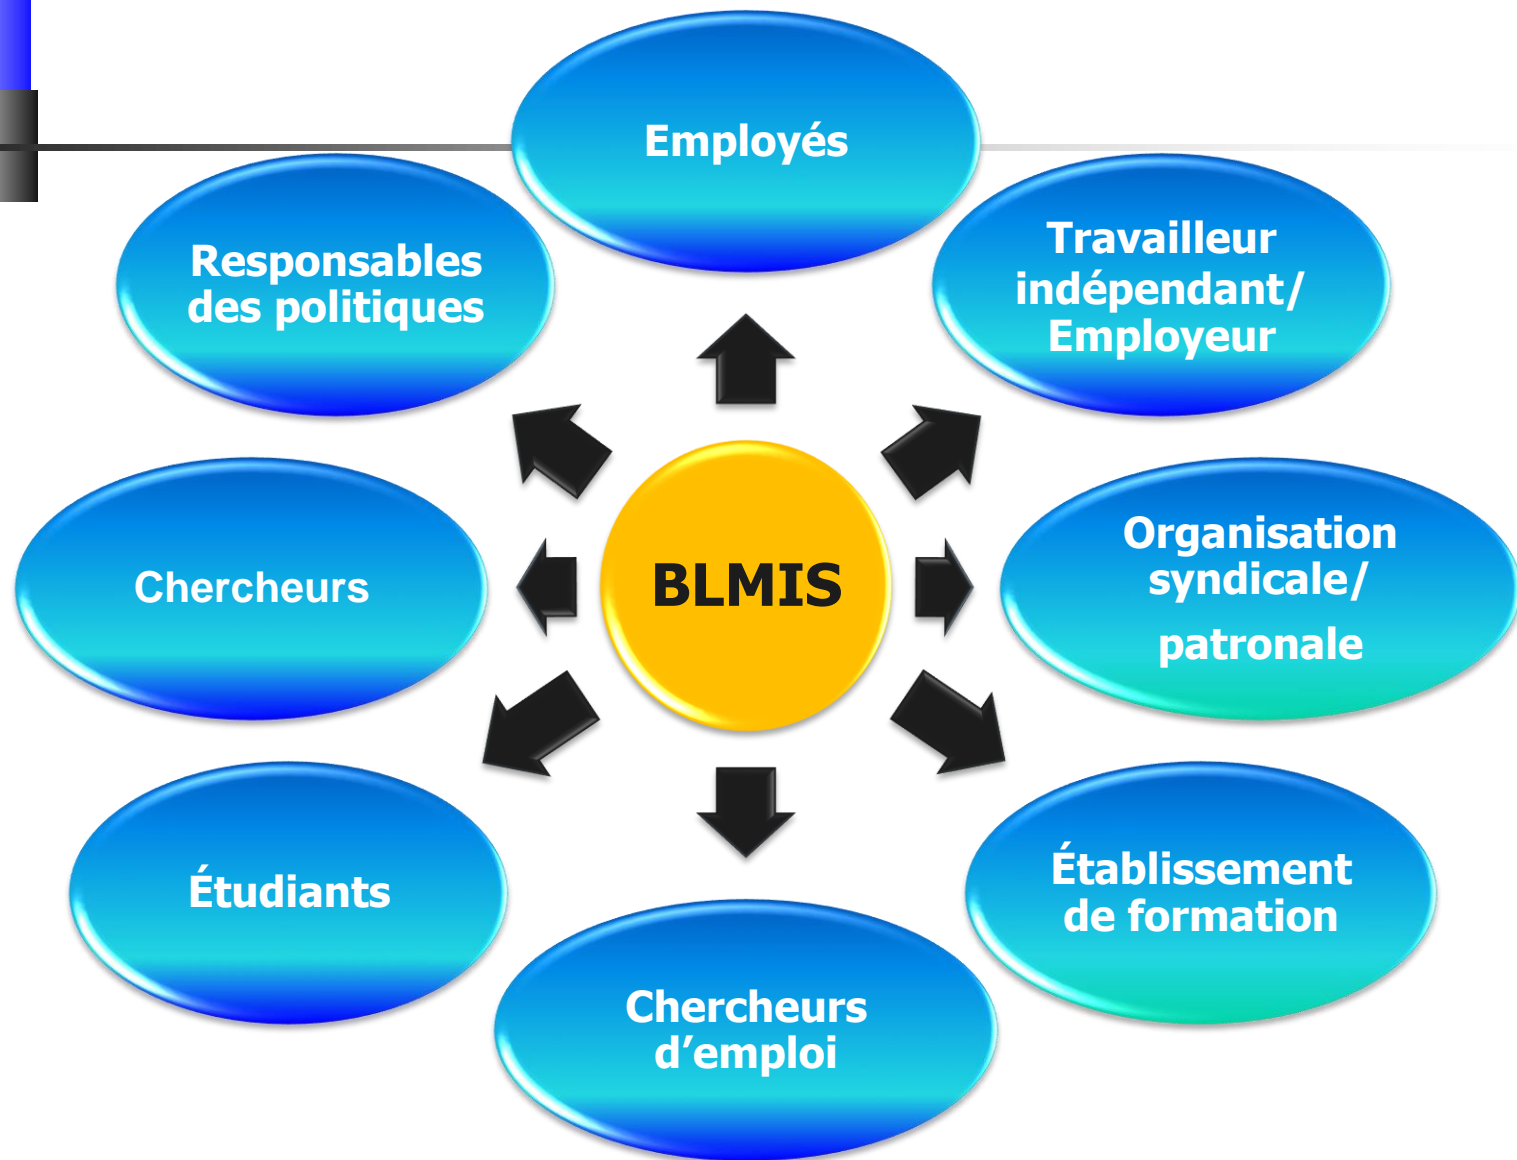 Employés
Travailleur
indépendant/
Employeur
Organisation
syndicale/
patronale
Établissement
de formation
Chercheurs
d’emploi
Étudiants
Chercheurs
Responsables
des politiques
BLMIS